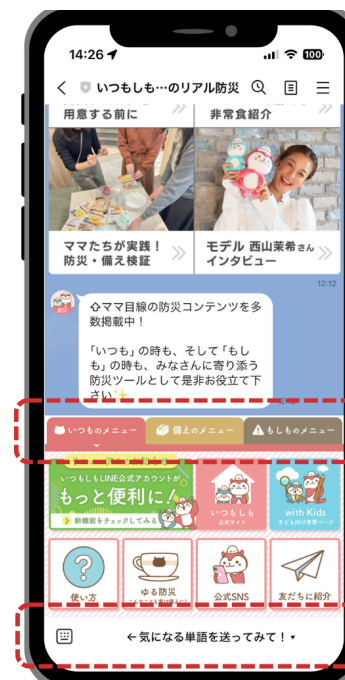 14:26
100
いつもしも…のリアル防災
用意する前に
非常食紹介
ママたちが実践！
防災・備え検証
モデル 西山茉希さん
インタビュー
12:12
⇧ママ目線の防災コンテンツを多
数掲載中！
「いつも」の時も、そして「もし
も」の時も、みなさんに寄り添う
防災ツールとして是非お役立て下
さい✨
いつものメニュー
備えのメニュー
もしものメニュー
いつもしもLINE公式アカウントが
もっと便利に！
新機能をチェックしてみる
いつもしも
公式サイト
with Kids
子ども向け学習ページ
使い方
ゆる防災
公式SNS
友だちに紹介
←気になる単語を送ってみて！▼